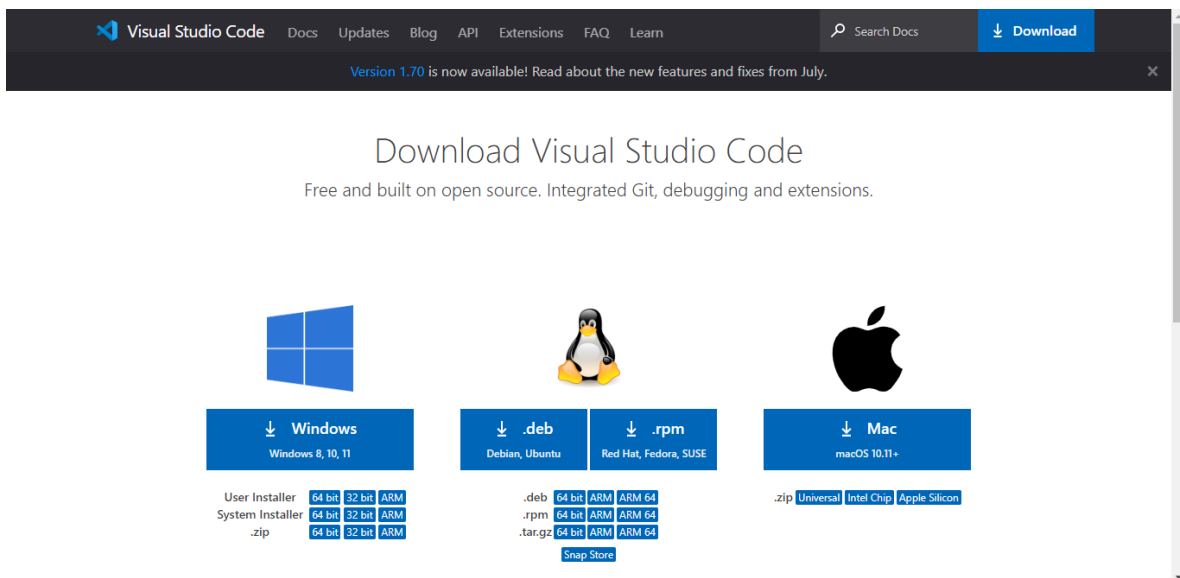 Visual Studio Code Docs Updates Blog API Extensions FAQ Learn Search Docs Download
Version 1.70 is now available! Read about the new features and fixes from July.
Download Visual Studio Code
Free and built on open source. Integrated Git, debugging and extensions.
Windows
Windows 8, 10, 11
.deb
Debian, Ubuntu
.rpm
Red Hat, Fedora, SUSE
Mac
macOS 10.11+
User Installer 64 bit 32 bit ARM
System Installer 64 bit 32 bit ARM
.zip 64 bit 32 bit ARM
.deb 64 bit ARM ARM 64
.rpm 64 bit ARM ARM 64
.tar.gz 64 bit ARM ARM 64
Snap Store
.zip Universal Intel Chip Apple Silicon